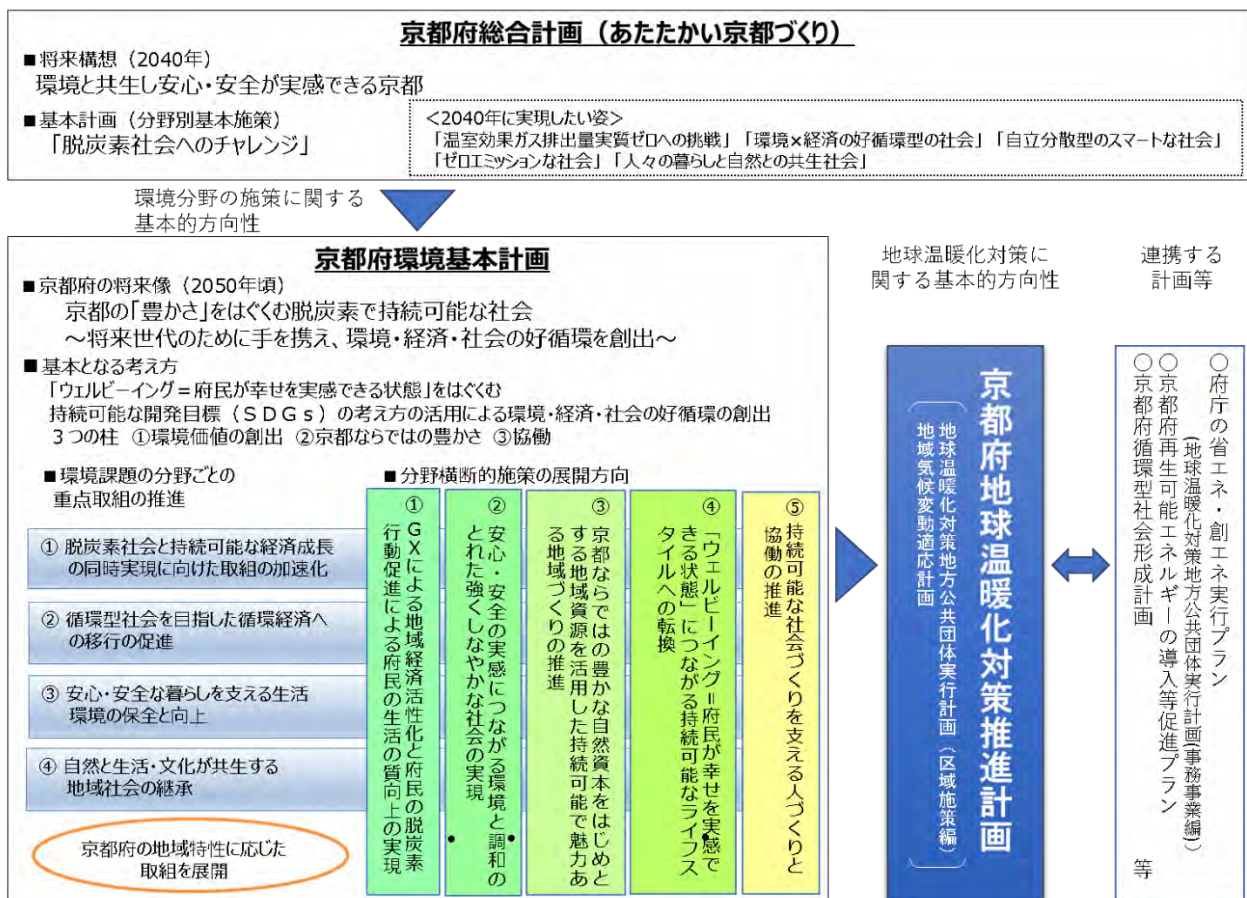 京都府総合計画（あたたかい京都づくり）
■将来構想（2040年）
環境と共生し安心・安全が実感できる京都
■基本計画（分野別基本施策）
「脱炭素社会へのチャレンジ」
＜2040年に実現したい姿＞
「温室効果ガス排出量実質ゼロへの挑戦」「環境×経済の好循環型の社会」「自立分散型のスマートな社会」
「ゼロエミッションな社会」「人々の暮らしと自然との共生社会」
環境分野の施策に関する
基本的方向性
京都府環境基本計画
■京都府の将来像（2050年頃）
京都の「豊かさ」をはぐくむ脱炭素で持続可能な社会
～将来世代のために手を携え、環境・経済・社会の好循環を創出～
■基本となる考え方
「ウェルビーイング＝府民が幸せを実感できる状態」をはぐくむ
持続可能な開発目標（ＳＤＧｓ）の考え方の活用による環境・経済・社会の好循環の創出
３つの柱 ①環境価値の創出 ②京都ならではの豊かさ ③協働
■環境課題の分野ごとの
重点取組の推進
① 脱炭素社会と持続可能な経済成長
の同時実現に向けた取組の加速化
② 循環型社会を目指した循環経済へ
の移行の促進
③ 安心・安全な暮らしを支える生活
環境の保全と向上
④ 自然と生活・文化が共生する
地域社会の継承
京都府の地域特性に応じた
取組を展開
■分野横断的施策の展開方向
① GXによる地域経済活性化と府民の脱炭素
行動促進による府民の生活の質向上の実現
② 安心・安全の実感につながる環境と調和の
とれた強くしなやかな社会の実現
③ 京都ならではの豊かな自然資本をはじめと
する地域資源を活用した持続可能で魅力あ
る地域づくりの推進
④ 「ウェルビーイング＝府民が幸せを実感で
きる状態」につながる持続可能なライフス
タイルへの転換
⑤ 持続可能な社会づくりを支える人づくりと
協働の推進
地球温暖化対策に
関する基本的方向性
京都府地球温暖化対策推進計画
地球温暖化対策地方公共団体実行計画（区域施策編）
地域気候変動適応計画
連携する
計画等
○府庁の省エネ・創エネ実行プラン
(地球温暖化対策地方公共団体実行計画(事務事業編))
○京都府再生可能エネルギーの導入等促進プラン
○京都府循環型社会形成計画 等